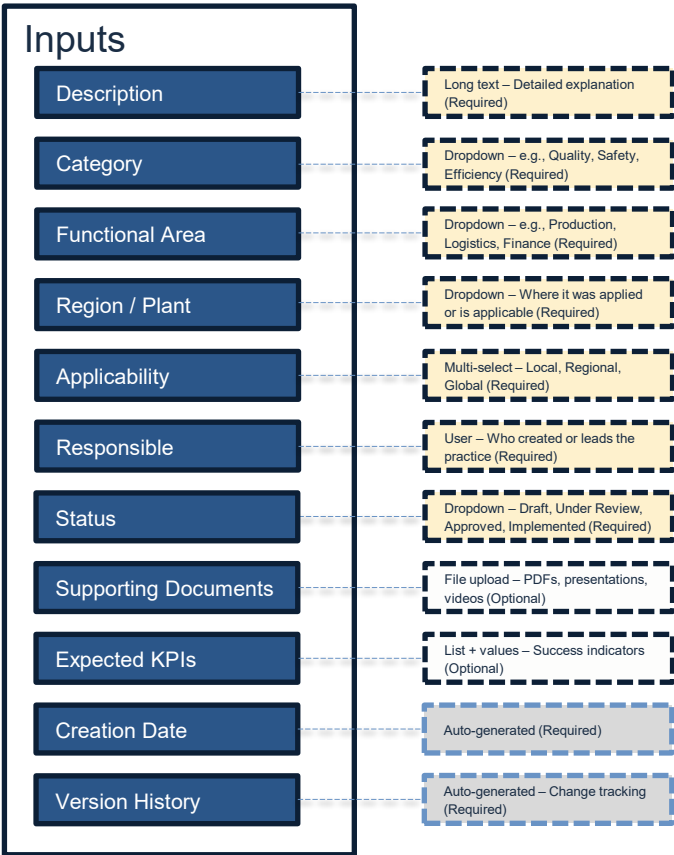 Inputs
Description
Long text – Detailed explanation
(Required)
Category
Dropdown – e.g., Quality, Safety,
Efficiency (Required)
Functional Area
Dropdown – e.g., Production,
Logistics, Finance (Required)
Region / Plant
Dropdown – Where it was applied
or is applicable (Required)
Applicability
Multi-select – Local, Regional,
Global (Required)
Responsible
User – Who created or leads the
practice (Required)
Status
Dropdown – Draft, Under Review,
Approved, Implemented (Required)
Supporting Documents
File upload – PDFs, presentations,
videos (Optional)
Expected KPIs
List + values – Success indicators
(Optional)
Creation Date
Auto-generated (Required)
Version History
Auto-generated – Change tracking
(Required)